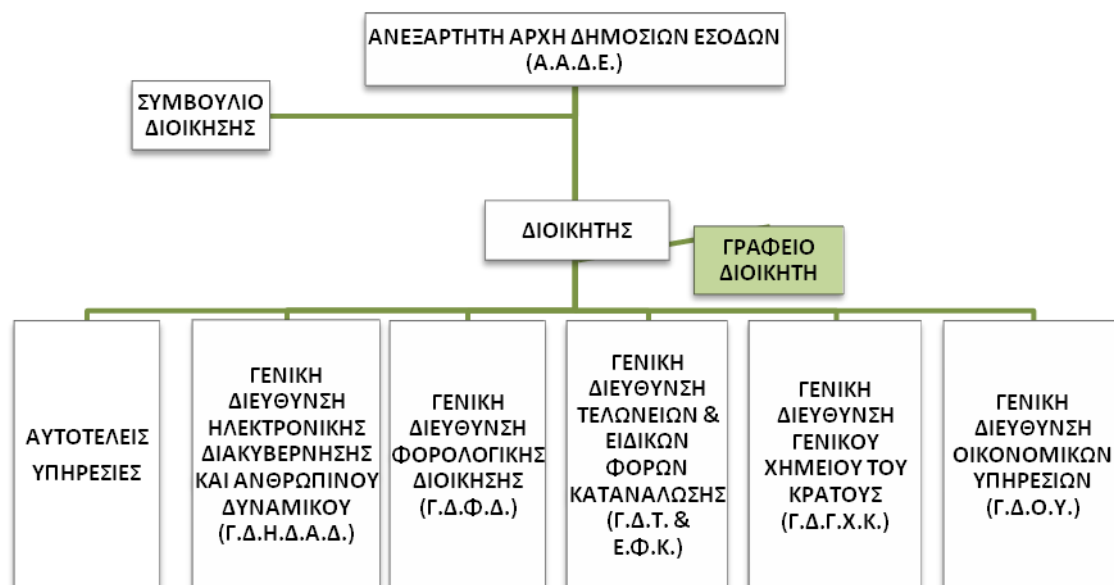 ΑΝΕΞΑΡΤΗΤΗ ΑΡΧΗ ΔΗΜΟΣΙΩΝ ΕΣΟΔΩΝ
(Α.Α.Δ.Ε.)
ΣΥΜΒΟΥΛΙΟ
ΔΙΟΙΚΗΣΗΣ
ΔΙΟΙΚΗΤΗΣ
ΓΡΑΦΕΙΟ
ΔΙΟΙΚΗΤΗ
ΑΥΤΟΤΕΛΕΙΣ
ΥΠΗΡΕΣΙΕΣ
ΓΕΝΙΚΗ
ΔΙΕΥΘΥΝΣΗ
ΗΛΕΚΤΡΟΝΙΚΗΣ
ΔΙΑΚΥΒΕΡΝΗΣΗΣ
ΚΑΙ ΑΝΘΡΩΠΙΝΟΥ
ΔΥΝΑΜΙΚΟΥ
(Γ.Δ.Η.Δ.Α.Δ.)
ΓΕΝΙΚΗ
ΔΙΕΥΘΥΝΣΗ
ΦΟΡΟΛΟΓΙΚΗΣ
ΔΙΟΙΚΗΣΗΣ
(Γ.Δ.Φ.Δ.)
ΓΕΝΙΚΗ
ΔΙΕΥΘΥΝΣΗ
ΤΕΛΩΝΕΙΩΝ &
ΕΙΔΙΚΩΝ
ΦΟΡΩΝ
ΚΑΤΑΝΑΛΩΣΗΣ
(Γ.Δ.Τ. &
Ε.Φ.Κ.)
ΓΕΝΙΚΗ
ΔΙΕΥΘΥΝΣΗ
ΓΕΝΙΚΟΥ
ΧΗΜΕΙΟΥ ΤΟΥ
ΚΡΑΤΟΥΣ
(Γ.Δ.Γ.Χ.Κ.)
ΓΕΝΙΚΗ
ΔΙΕΥΘΥΝΣΗ
ΟΙΚΟΝΟΜΙΚΩΝ
ΥΠΗΡΕΣΙΩΝ
(Γ.Δ.Ο.Υ.)